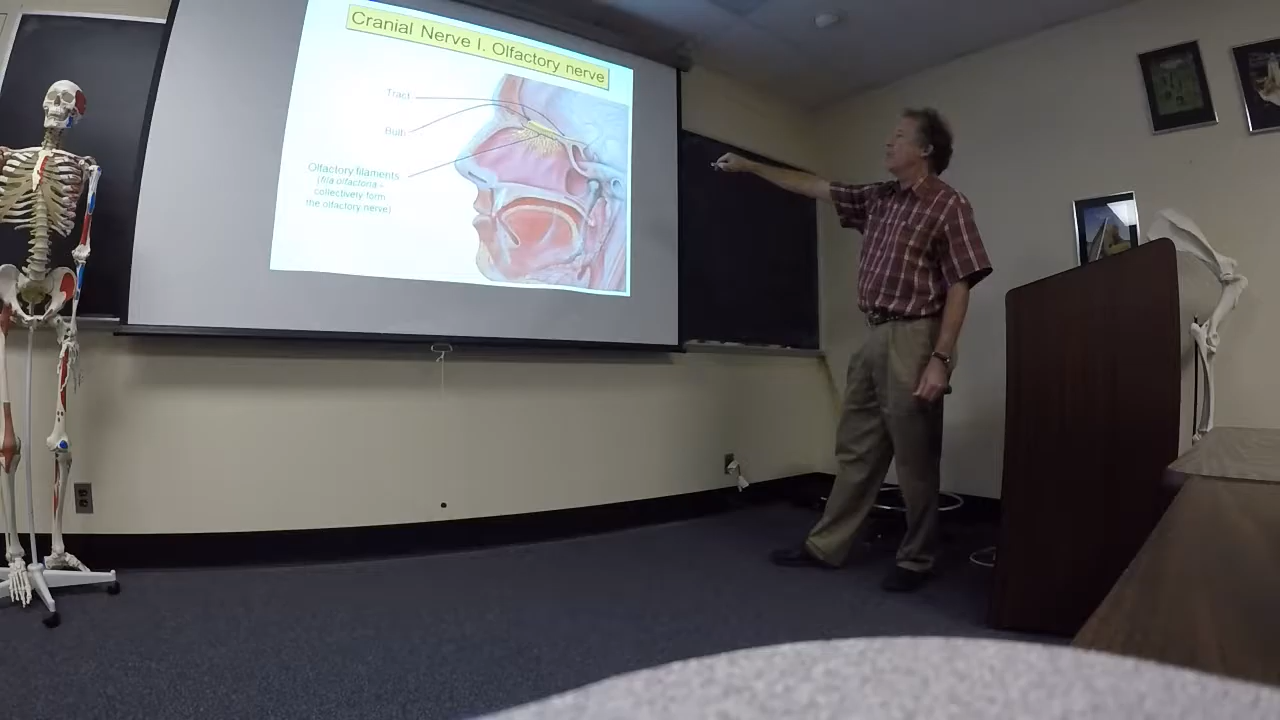 Cranial Nerve I. Olfactory nerve
Tract
Bulb
Olfactory filaments
(fila olfactoria -
collectively form
the olfactory nerve)